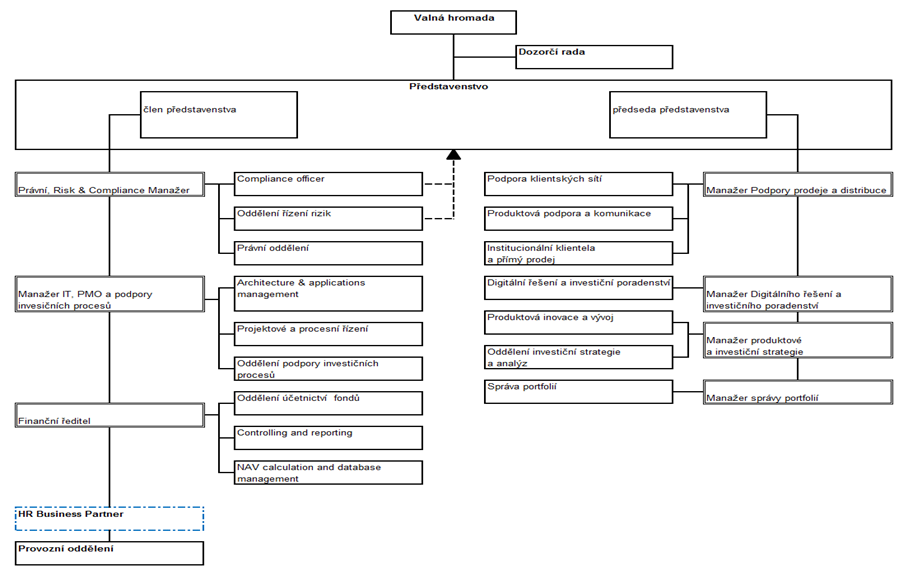 Valná hromada
Dozorčí rada
Představenstvo
člen představenstva
předseda představenstva
Právní, Risk & Compliance Manažer
Compliance officer
Oddělení řízení rizik
Právní oddělení
Manažer IT, PMO a podpory
invesičních procesů
Architecture & applications
management
Projektové a procesní řízení
Oddělení podpory investičních
procesů
Finanční ředitel
Oddělení účetnictví fondů
Controlling and reporting
NAV calculation and database
management
HR Business Partner
Provozní oddělení
Podpora klientských sítí
Produktová podpora a komunikace
Institucionální klientela
a přímý prodej
Manažer Podpory prodeje a distribuce
Digitální řešení a investiční poradenství
Manažer Digitálního řešení a
investičního poradenství
Produktová inovace a vývoj
Oddělení investiční strategie
a analýz
Manažer produktové
a investiční strategie
Správa portfolií
Manažer správy portfolií